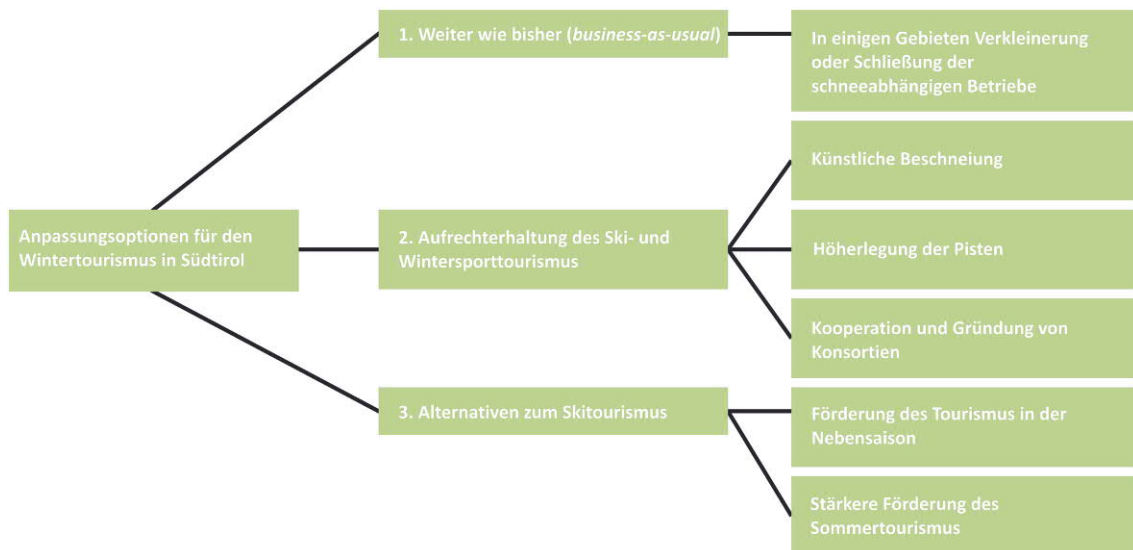 Anpassungsoptionen für den
Wintertourismus in Südtirol
1. Weiter wie bisher (business-as-usual)
In einigen Gebieten Verkleinerung
oder Schließung der
schneeabhängigen Betriebe
2. Aufrechterhaltung des Ski- und
Wintersporttourismus
Künstliche Beschneiung
Höherlegung der Pisten
Kooperation und Gründung von
Konsortien
3. Alternativen zum Skitourismus
Förderung des Tourismus in der
Nebensaison
Stärkere Förderung des
Sommertourismus